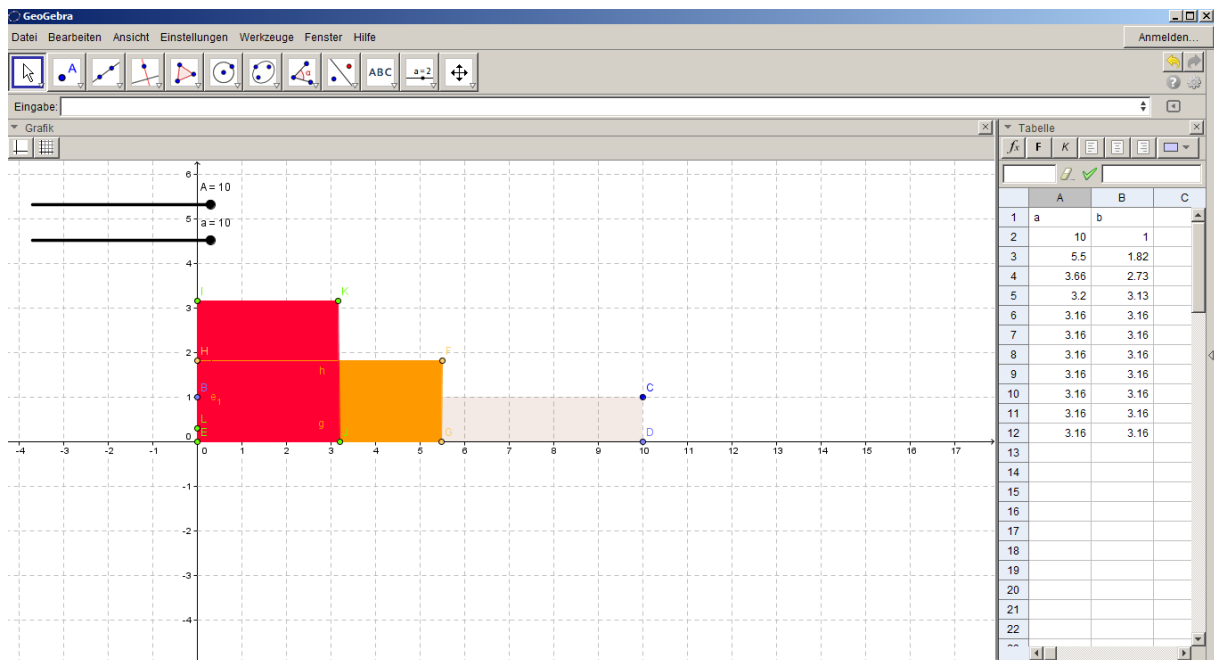 GeoGebra
Datei Bearbeiten Ansicht Einstellungen Werkzeuge Fenster Hilfe Anmelden...
A α ABC a=2
Eingabe:
Grafik
Tabelle
fx F K
A = 10
a = 10
6
5
4
3
2
1
0
-1
-2
-3
-4
-4 -3 -2 -1 0 1 2 3 4 5 6 7 8 9 10 11 12 13 14 15 16 17
I K
H F
h
B e1 C
L g
E G D
A B C
1 a b
2 10 1
3 5.5 1.82
4 3.66 2.73
5 3.2 3.13
6 3.16 3.16
7 3.16 3.16
8 3.16 3.16
9 3.16 3.16
10 3.16 3.16
11 3.16 3.16
12 3.16 3.16
13
14
15
16
17
18
19
20
21
22